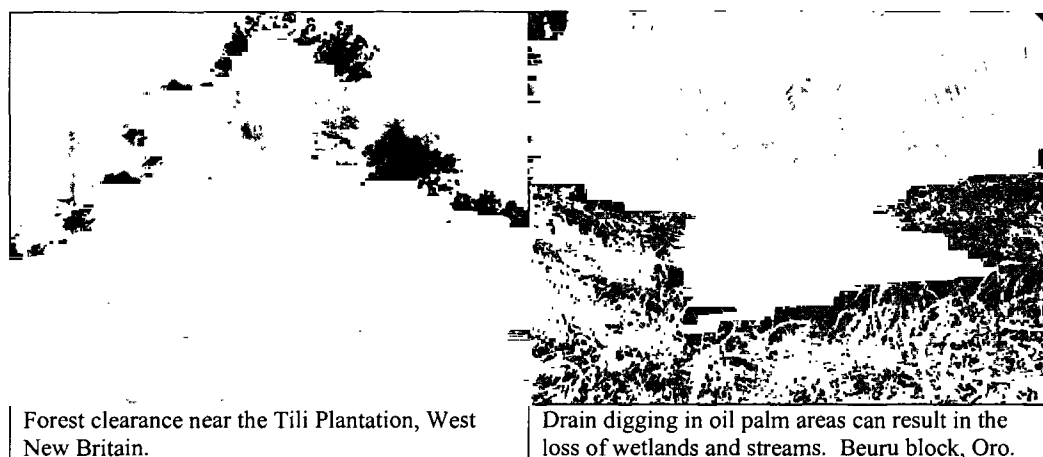 Forest clearance near the Tili Plantation, West
New Britain.
Drain digging in oil palm areas can result in the
loss of wetlands and streams. Beuru block, Oro.